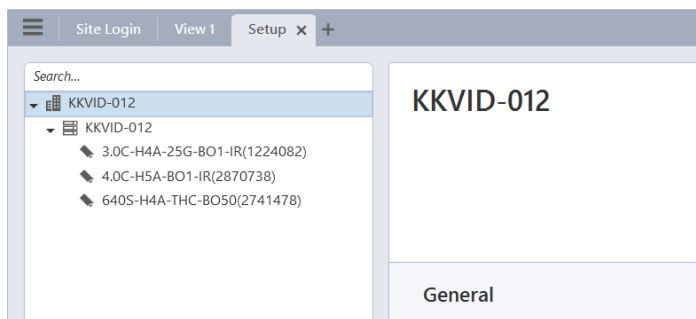 Site Login View 1 Setup
Search...
KKVID-012
KKVID-012
3.0C-H4A-25G-BO1-IR(1224082)
4.0C-H5A-BO1-IR(2870738)
640S-H4A-THC-BO50(2741478)
KKVID-012
General